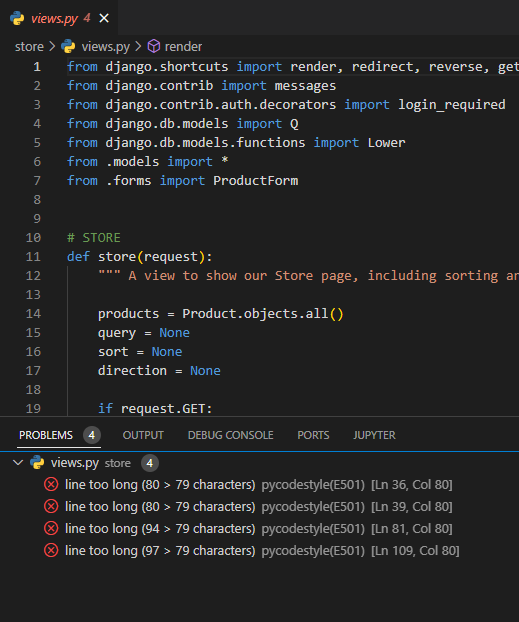 views.py 4 ×
store > views.py > render
1 from django.shortcuts import render, redirect, reverse, get
2 from django.contrib import messages
3 from django.contrib.auth.decorators import login_required
4 from django.db.models import Q
5 from django.db.models.functions import Lower
6 from .models import *
7 from .forms import ProductForm
8
9
10 # STORE
11 def store(request):
12 """ A view to show our Store page, including sorting an
13
14 products = Product.objects.all()
15 query = None
16 sort = None
17 direction = None
18
19 if request.GET:
PROBLEMS 4 OUTPUT DEBUG CONSOLE PORTS JUPYTER
views.py store 4
line too long (80 > 79 characters) pycodestyle(E501) [Ln 36, Col 80]
line too long (80 > 79 characters) pycodestyle(E501) [Ln 39, Col 80]
line too long (94 > 79 characters) pycodestyle(E501) [Ln 81, Col 80]
line too long (97 > 79 characters) pycodestyle(E501) [Ln 109, Col 80]